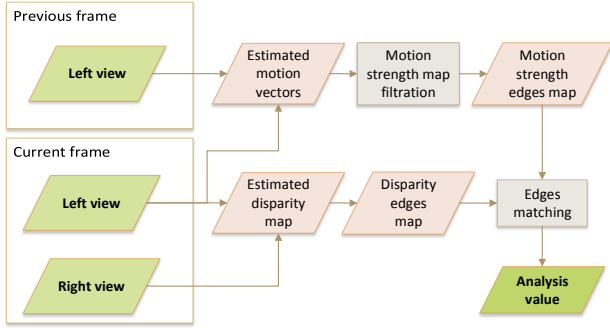 Previous frame
Left view
Estimated
motion
vectors
Motion
strength map
filtration
Motion
strength
edges map
Current frame
Left view
Estimated
disparity
map
Disparity
edges
map
Edges
matching
Right view
Analysis
value